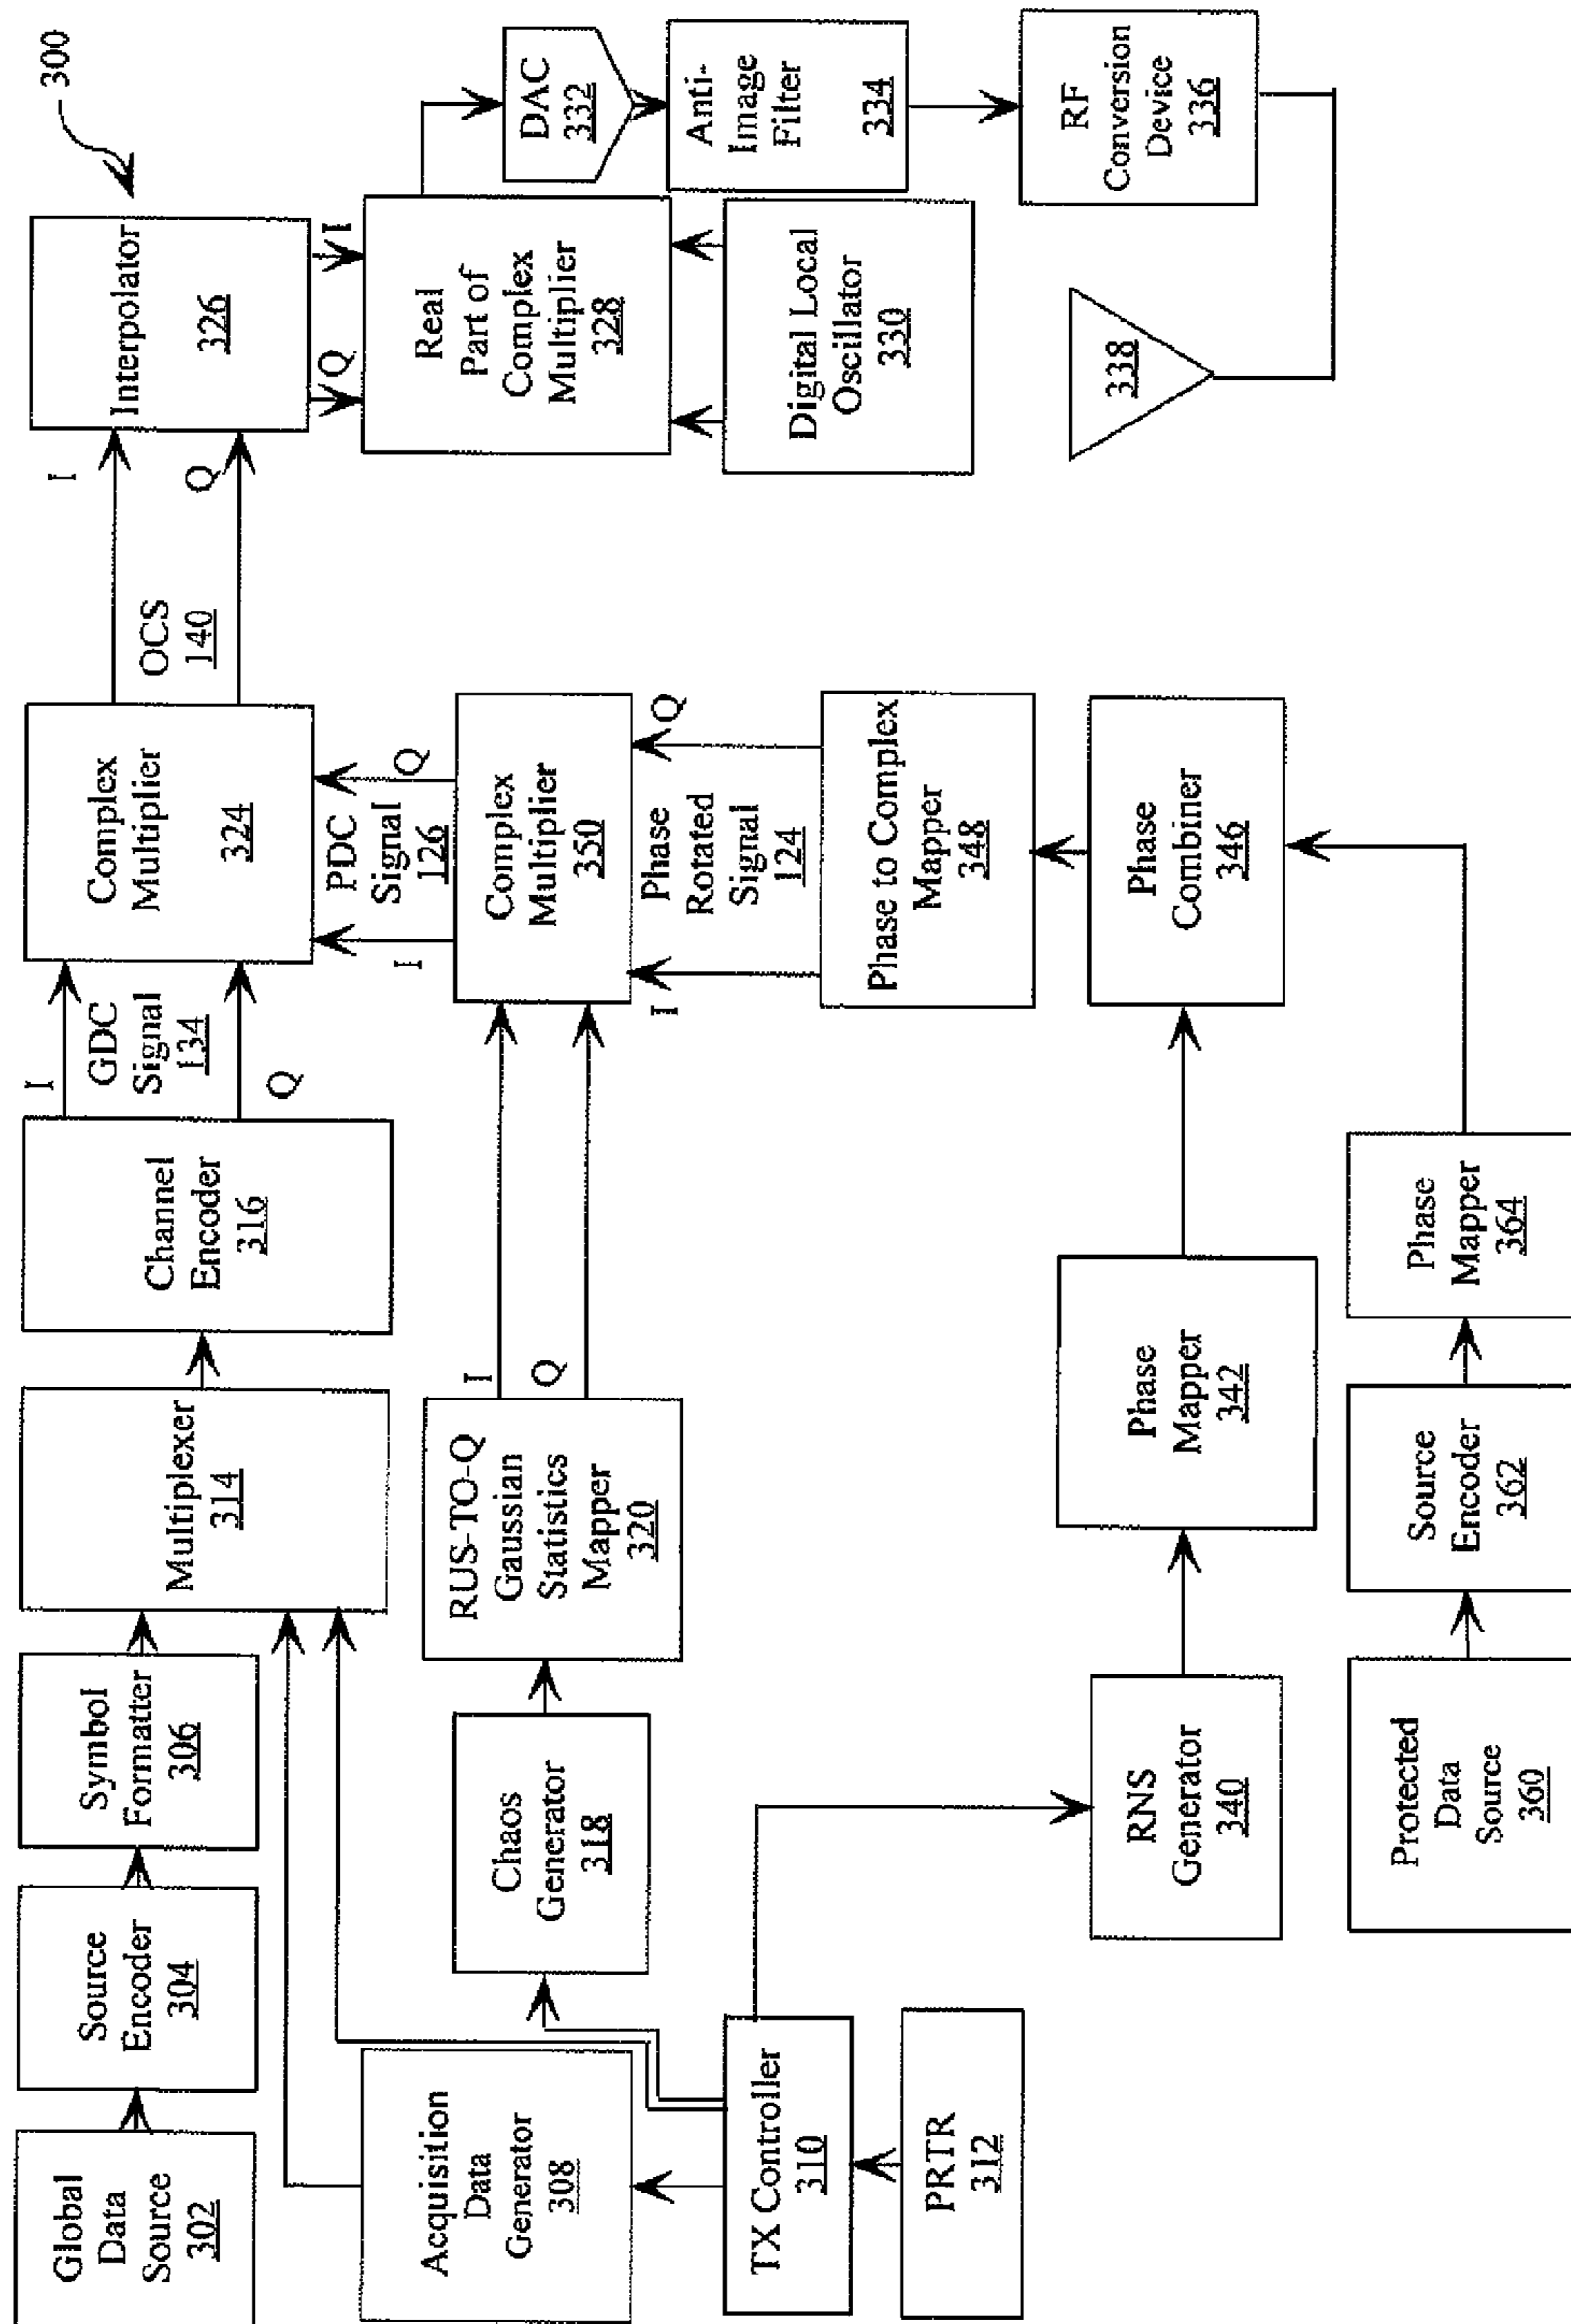 300
Global
Data
Source
302
Source
Encoder
304
Symbol
Formatter
306
Multiplexer
314
Channel
Encoder
316
I
GDC
Signal
134
Q
Complex
Multiplier
324
I
OCS
140
Q
Interpolator
326
Q
I
Real
Part of
Complex
Multiplier
328
DAC
332
Anti-
Image
Filter
334
Digital Local
Oscillator
330
RF
Conversion
Device
336
338
Acquisition
Data
Generator
308
TX Controller
310
PRTR
312
Chaos
Generator
318
RUS-TO-Q
Gaussian
Statistics
Mapper
320
I
Q
Complex
Multiplier
350
I
PDC
Signal
126
Q
I
Phase
Rotated
Signal
124
Q
Phase to Complex
Mapper
348
RNS
Generator
340
Phase
Mapper
342
Phase
Combiner
346
Protected
Data
Source
360
Source
Encoder
362
Phase
Mapper
364